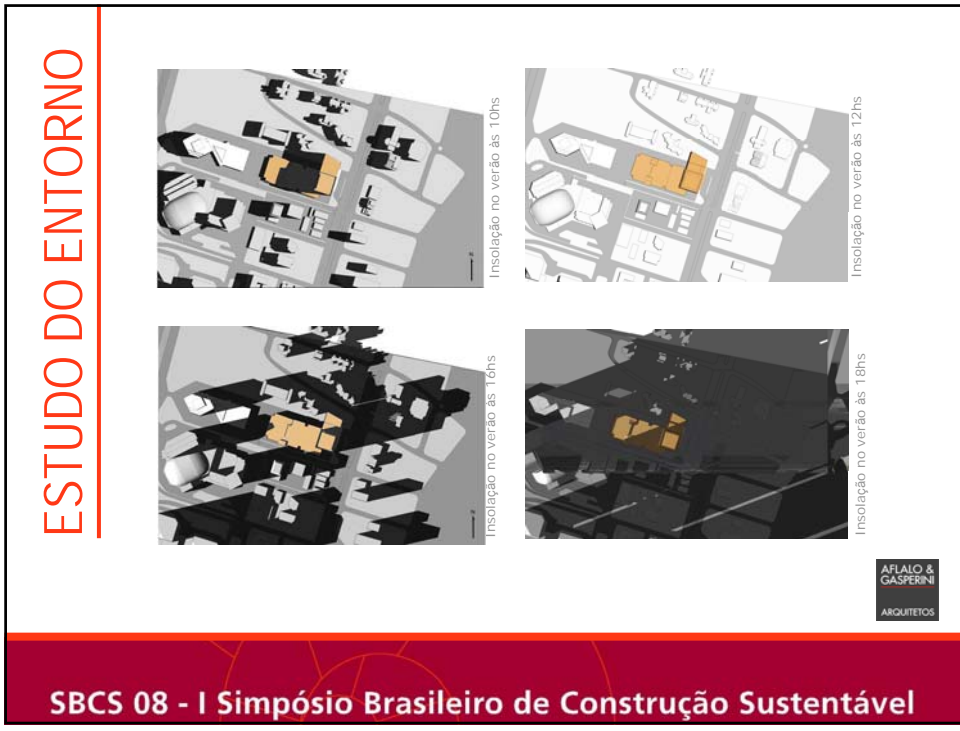 ESTUDO DO ENTORNO
Insolação no verão às 10hs
Insolação no verão às 12hs
Insolação no verão às 16hs
Insolação no verão às 18hs
AFLALO &
GASPERINI
ARQUITETOS
SBCS 08 - I Simpósio Brasileiro de Construção Sustentável